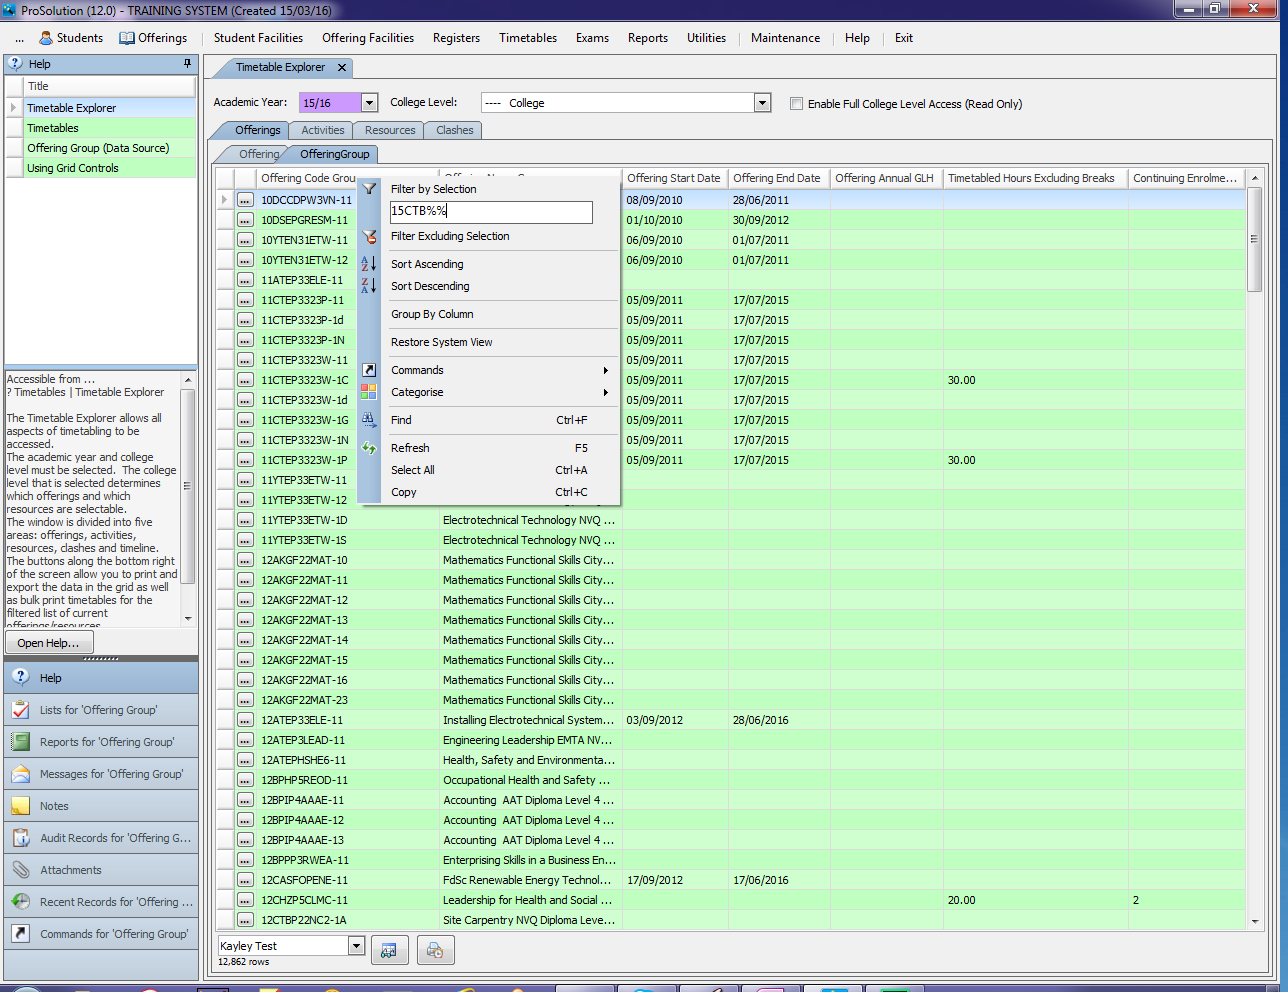 ProSolution (12.0) - TRAINING SYSTEM (Created 15/03/16)
... Students Offerings Student Facilities Offering Facilities Registers Timetables Exams Reports Utilities Maintenance Help Exit
Help
Title
Timetable Explorer
Timetables
Offering Group (Data Source)
Using Grid Controls
Accessible from ...
? Timetables | Timetable Explorer
The Timetable Explorer allows all
aspects of timetabling to be
accessed.
The academic year and college
level must be selected.  The college
level that is selected determines
which offerings and which
resources are selectable.
The window is divided into five
areas: offerings, activities,
resources, clashes and timeline.
The buttons along the bottom right
of the screen allow you to print and
export the data in the grid as well
as bulk print timetables for the
filtered list of current
offerings/resources
Open Help...
Help
Lists for 'Offering Group'
Reports for 'Offering Group'
Messages for 'Offering Group'
Notes
Audit Records for 'Offering G...
Attachments
Recent Records for 'Offering ...
Commands for 'Offering Group'
Timetable Explorer
Academic Year: 15/16 College Level: ---- College Enable Full College Level Access (Read Only)
Offerings Activities Resources Clashes
Offering OfferingGroup
Offering Code Grou Offering Start Date Offering End Date Offering Annual GLH Timetabled Hours Excluding Breaks Continuing Enrolme...
10DCCDPW3VN-11 08/09/2010 28/06/2011
10DSEPGRESM-11 01/10/2010 30/09/2012
10YTEN31ETW-11 06/09/2010 01/07/2011
10YTEN31ETW-12 06/09/2010 01/07/2011
11ATEP33ELE-11
11CTEP3323P-11 05/09/2011 17/07/2015
11CTEP3323P-1d 05/09/2011 17/07/2015
11CTEP3323P-1N 05/09/2011 17/07/2015
11CTEP3323W-11 05/09/2011 17/07/2015
11CTEP3323W-1C 05/09/2011 17/07/2015 30.00
11CTEP3323W-1d 05/09/2011 17/07/2015
11CTEP3323W-1G 05/09/2011 17/07/2015
11CTEP3323W-1N 05/09/2011 17/07/2015
11CTEP3323W-1P 05/09/2011 17/07/2015 30.00
11YTEP33ETW-11
11YTEP33ETW-12
11YTEP33ETW-1D Electrotechnical Technology NVQ ...
11YTEP33ETW-1S Electrotechnical Technology NVQ ...
12AKGF22MAT-10 Mathematics Functional Skills City...
12AKGF22MAT-11 Mathematics Functional Skills City...
12AKGF22MAT-12 Mathematics Functional Skills City...
12AKGF22MAT-13 Mathematics Functional Skills City...
12AKGF22MAT-14 Mathematics Functional Skills City...
12AKGF22MAT-15 Mathematics Functional Skills City...
12AKGF22MAT-16 Mathematics Functional Skills City...
12AKGF22MAT-23 Mathematics Functional Skills City...
12ATEP33ELE-11 Installing Electrotechnical System... 03/09/2012 28/06/2016
12ATEP3LEAD-11 Engineering Leadership EMTA NV...
12ATEPHSHE6-11 Health, Safety and Environmenta...
12BPHP5REOD-11 Occupational Health and Safety ...
12BPIP4AAAE-11 Accounting  AAT Diploma Level 4 ...
12BPIP4AAAE-12 Accounting  AAT Diploma Level 4 ...
12BPIP4AAAE-13 Accounting  AAT Diploma Level 4 ...
12BPPP3RWEA-11 Enterprising Skills in a Business En...
12CASFOPENE-11 FdSc Renewable Energy Technol... 17/09/2012 17/06/2016
12CHZP5CLMC-11 Leadership for Health and Social ... 20.00 2
12CTBP22NC2-1A Site Carpentry NVQ Diploma Leve...
Filter by Selection
15CTB%%
Filter Excluding Selection
Sort Ascending
Sort Descending
Group By Column
Restore System View
Commands
Categorise
Find Ctrl+F
Refresh F5
Select All Ctrl+A
Copy Ctrl+C
Kayley Test
12,862 rows